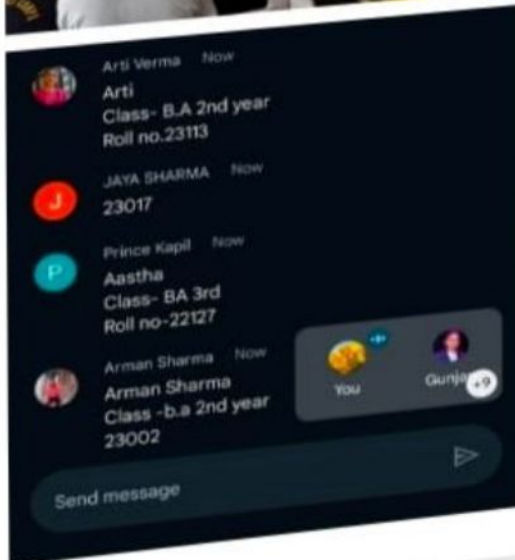 Arti Verma Now
Arti
Class- B.A 2nd year
Roll no.23113
JAYA SHARMA Now
J
23017
Prince Kapil Now
P
Aastha
Class- BA 3rd
Roll no-22127
Arman Sharma Now
Arman Sharma
Class -b.a 2nd year
23002
You
+9
Send message